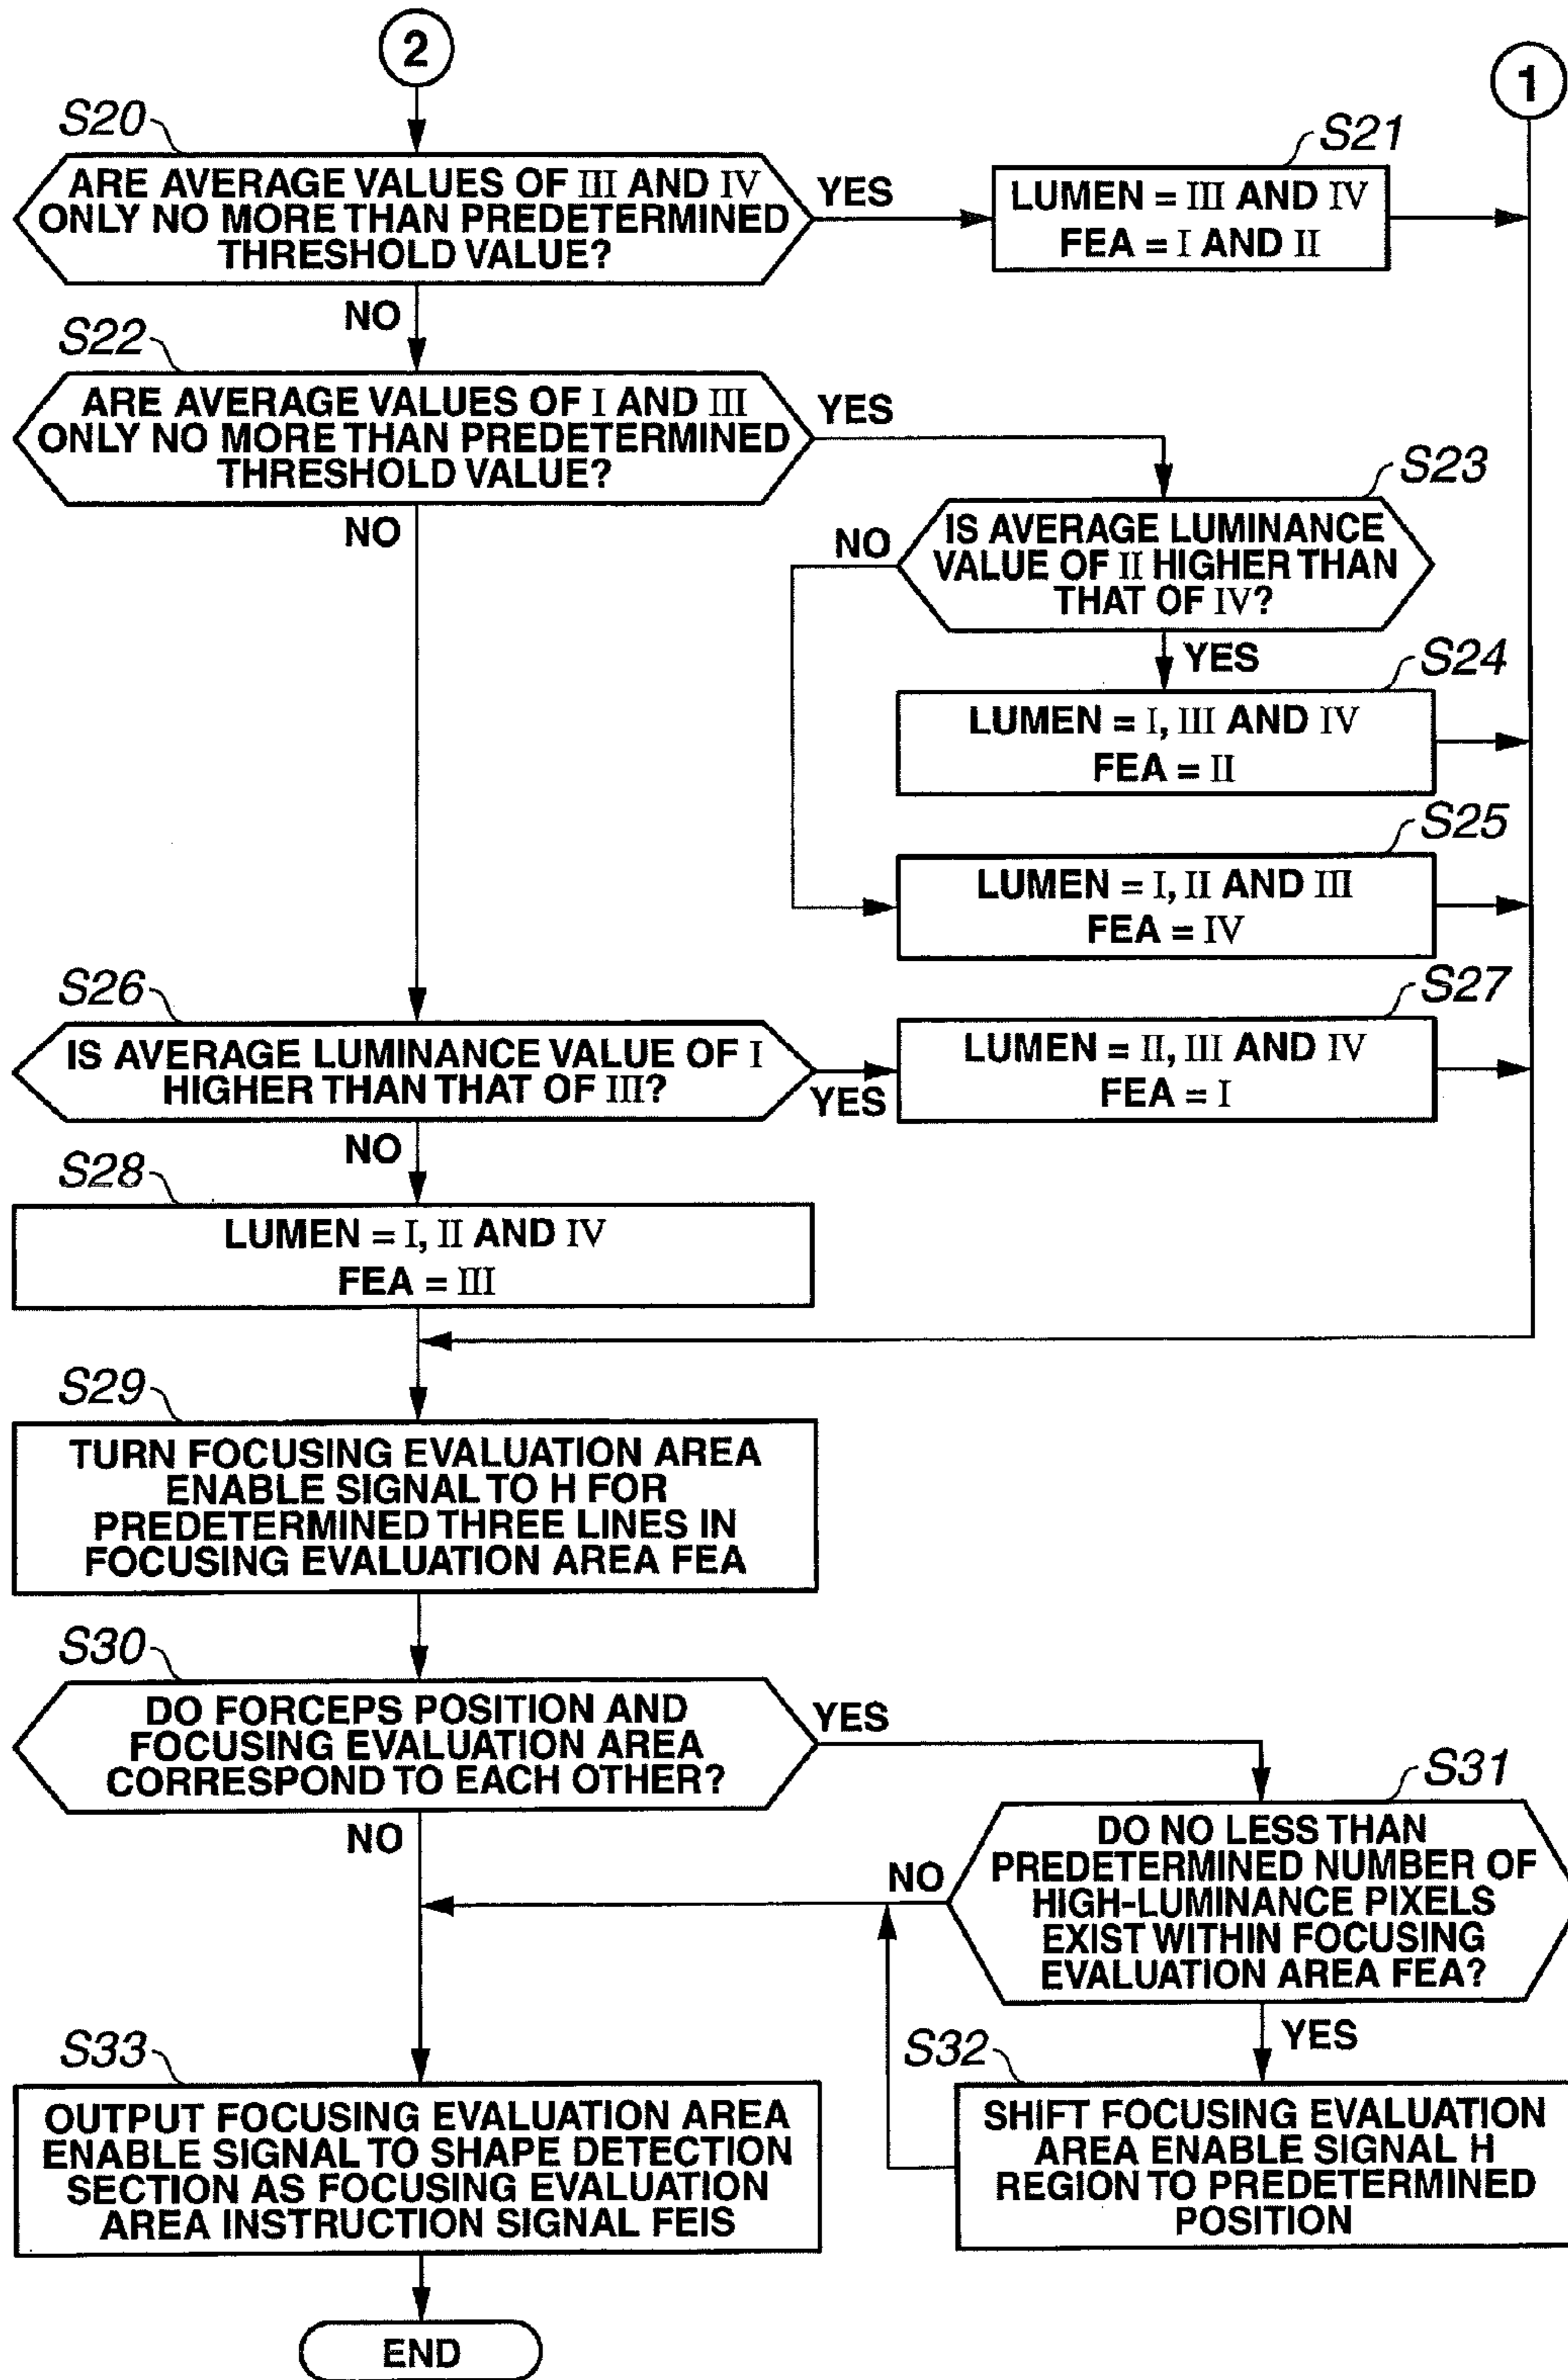 2
1
S20
ARE AVERAGE VALUES OF III AND IV
ONLY NO MORE THAN PREDETERMINED
THRESHOLD VALUE?
YES
NO
S21
LUMEN = III AND IV
FEA = I AND II
S22
ARE AVERAGE VALUES OF I AND III
ONLY NO MORE THAN PREDETERMINED
THRESHOLD VALUE?
YES
NO
S23
IS AVERAGE LUMINANCE
VALUE OF II HIGHER THAN
THAT OF IV?
NO
YES
S24
LUMEN = I, III AND IV
FEA = II
S25
LUMEN = I, II AND III
FEA = IV
S26
IS AVERAGE LUMINANCE VALUE OF I
HIGHER THAN THAT OF III?
YES
NO
S27
LUMEN = II, III AND IV
FEA = I
S28
LUMEN = I, II AND IV
FEA = III
S29
TURN FOCUSING EVALUATION AREA
ENABLE SIGNAL TO H FOR
PREDETERMINED THREE LINES IN
FOCUSING EVALUATION AREA FEA
S30
DO FORCEPS POSITION AND
FOCUSING EVALUATION AREA
CORRESPOND TO EACH OTHER?
YES
NO
S31
DO NO LESS THAN
PREDETERMINED NUMBER OF
HIGH-LUMINANCE PIXELS
EXIST WITHIN FOCUSING
EVALUATION AREA FEA?
NO
YES
S32
SHIFT FOCUSING EVALUATION
AREA ENABLE SIGNAL H
REGION TO PREDETERMINED
POSITION
S33
OUTPUT FOCUSING EVALUATION AREA
ENABLE SIGNAL TO SHAPE DETECTION
SECTION AS FOCUSING EVALUATION
AREA INSTRUCTION SIGNAL FEIS
END